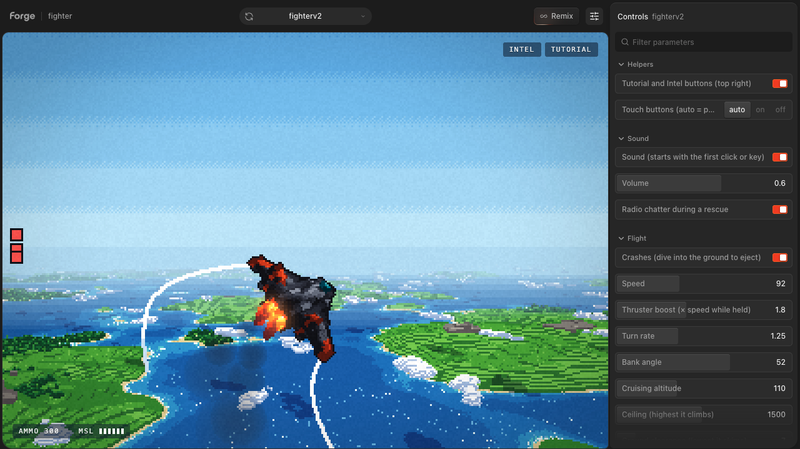 Forge
fighter
fighterv2
Remix
INTEL
TUTORIAL
AMMO 300 MSL
Controls fighterv2
Filter parameters
Helpers
Tutorial and Intel buttons (top right)
Touch buttons (auto = p... auto on off
Sound
Sound (starts with the first click or key)
Volume 0.6
Radio chatter during a rescue
Flight
Crashes (dive into the ground to eject)
Speed 92
Thruster boost (× speed while held) 1.8
Turn rate 1.25
Bank angle 52
Cruising altitude 110
Ceiling (highest it climbs) 1500